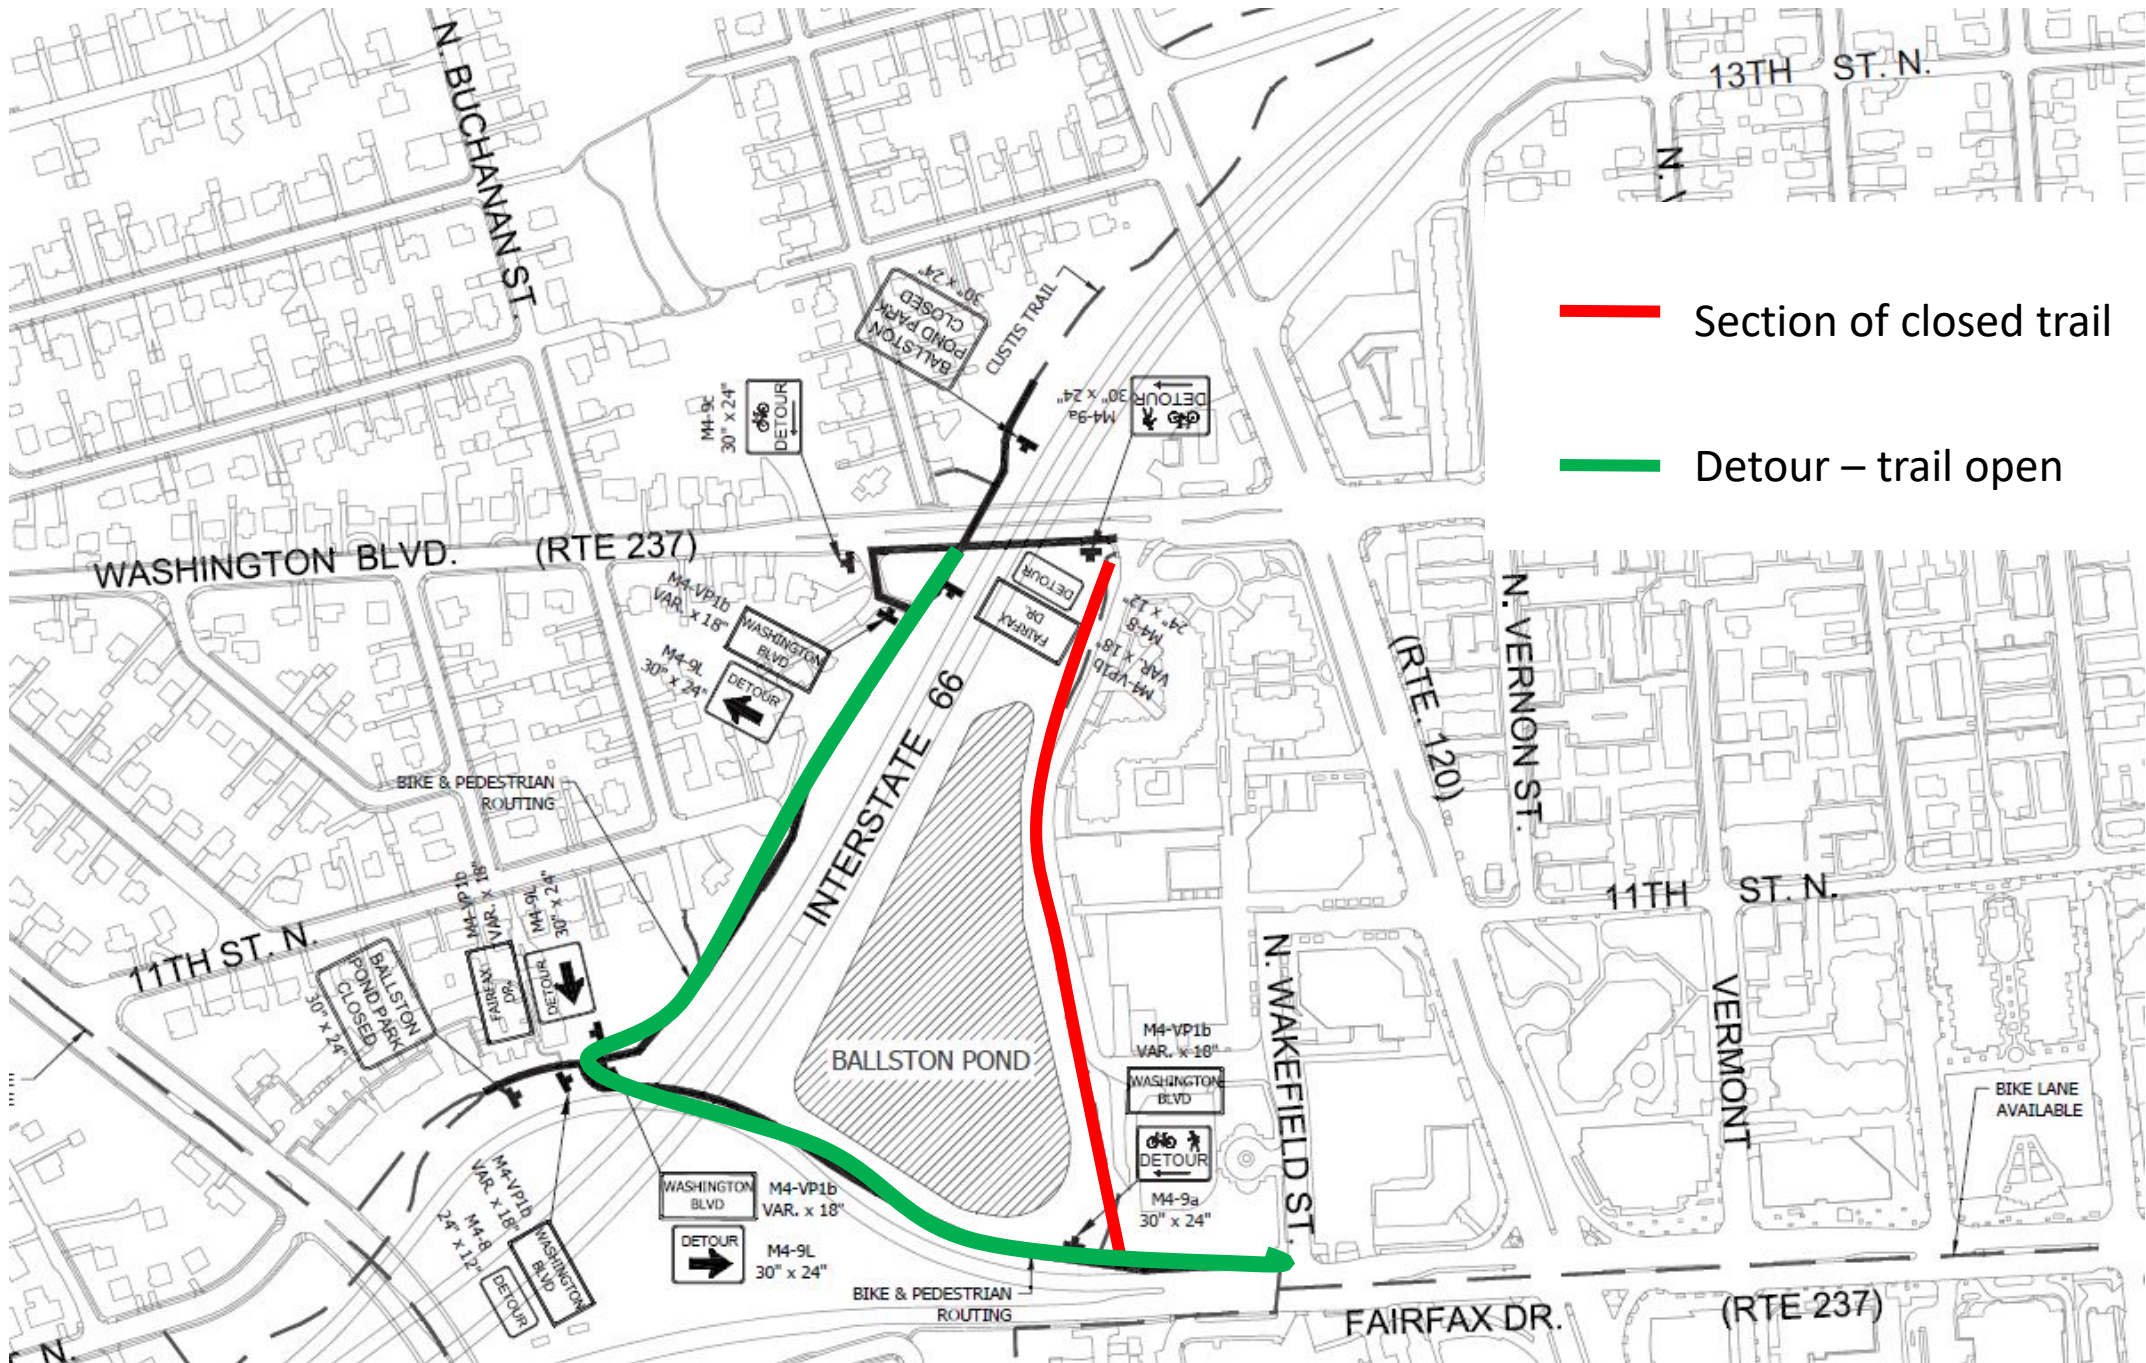 N. BUCHANAN ST
13TH ST. N.
N. V
Section of closed trail
Detour – trail open
CUSTIS TRAIL
30" x 24"
BALLSTON
POND PARK
CLOSED
M4-9c
30" x 24"
DETOUR
M4-9a
30" x 24"
DETOUR
WASHINGTON BLVD. (RTE 237)
M4-VP1b
VAR. x 18"
WASHINGTON
BLVD
M4-9L
30" x 24"
DETOUR
DETOUR
FAIRFAX
DR.
24" x 12"
M4-8
VAR. x 18"
M4-VP1b
INTERSTATE 66
(RTE. 120)
N. VERNON ST.
BIKE & PEDESTRIAN
ROUTING
11TH ST. N.
11TH ST. N.
M4-VP1b
VAR. x 18"
M4-9L
30" x 24"
FAIRFAX
DR.
DETOUR
BALLSTON
POND PARK
CLOSED
30" x 24"
BALLSTON POND
N. WAKEFIELD ST.
VERMONT
M4-VP1b
VAR. x 18"
WASHINGTON
BLVD
DETOUR
M4-9a
30" x 24"
BIKE LANE
AVAILABLE
WASHINGTON
BLVD
M4-VP1b
VAR. x 18"
DETOUR
M4-9L
30" x 24"
M4-VP1b
VAR. x 18"
M4-8
24" x 12"
WASHINGTON
BLVD
DETOUR
BIKE & PEDESTRIAN
ROUTING
FAIRFAX DR. (RTE 237)
N.